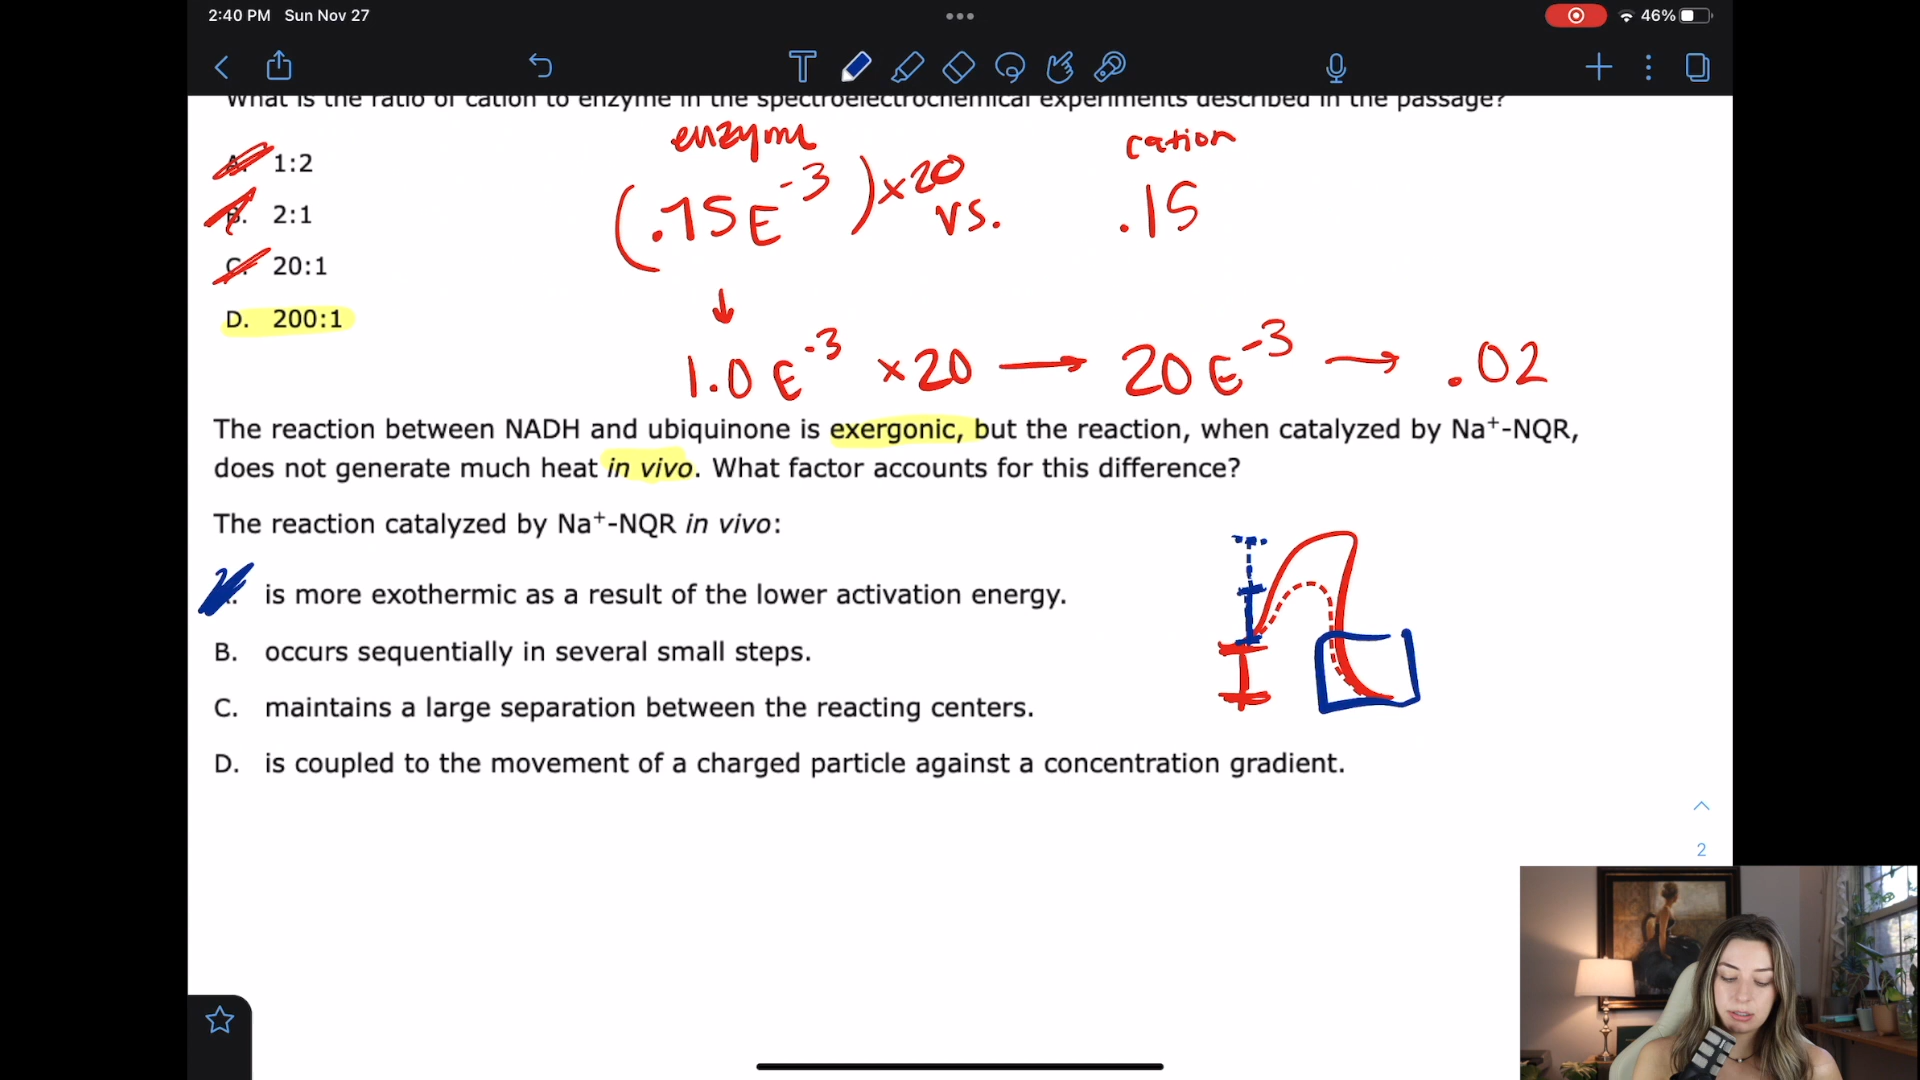 2:40 PM Sun Nov 27
46%
What is the ratio of cation to enzyme in the spectroelectrochemical experiments described in the passage?
enzyme
cation
A. 1:2
(.75E⁻³)×20
vs.
.15
B. 2:1
C. 20:1
D. 200:1
1.0E⁻³ ×20 → 20E⁻³ → .02
The reaction between NADH and ubiquinone is exergonic, but the reaction, when catalyzed by Na⁺-NQR,
does not generate much heat in vivo. What factor accounts for this difference?
The reaction catalyzed by Na⁺-NQR in vivo:
is more exothermic as a result of the lower activation energy.
B. occurs sequentially in several small steps.
C. maintains a large separation between the reacting centers.
D. is coupled to the movement of a charged particle against a concentration gradient.
2